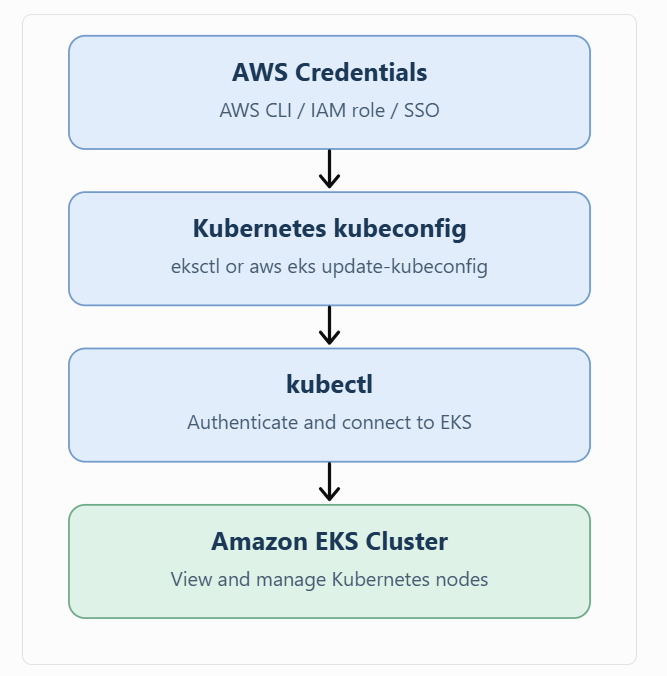 AWS Credentials
AWS CLI / IAM role / SSO
Kubernetes kubeconfig
eksctl or aws eks update-kubeconfig
kubectl
Authenticate and connect to EKS
Amazon EKS Cluster
View and manage Kubernetes nodes